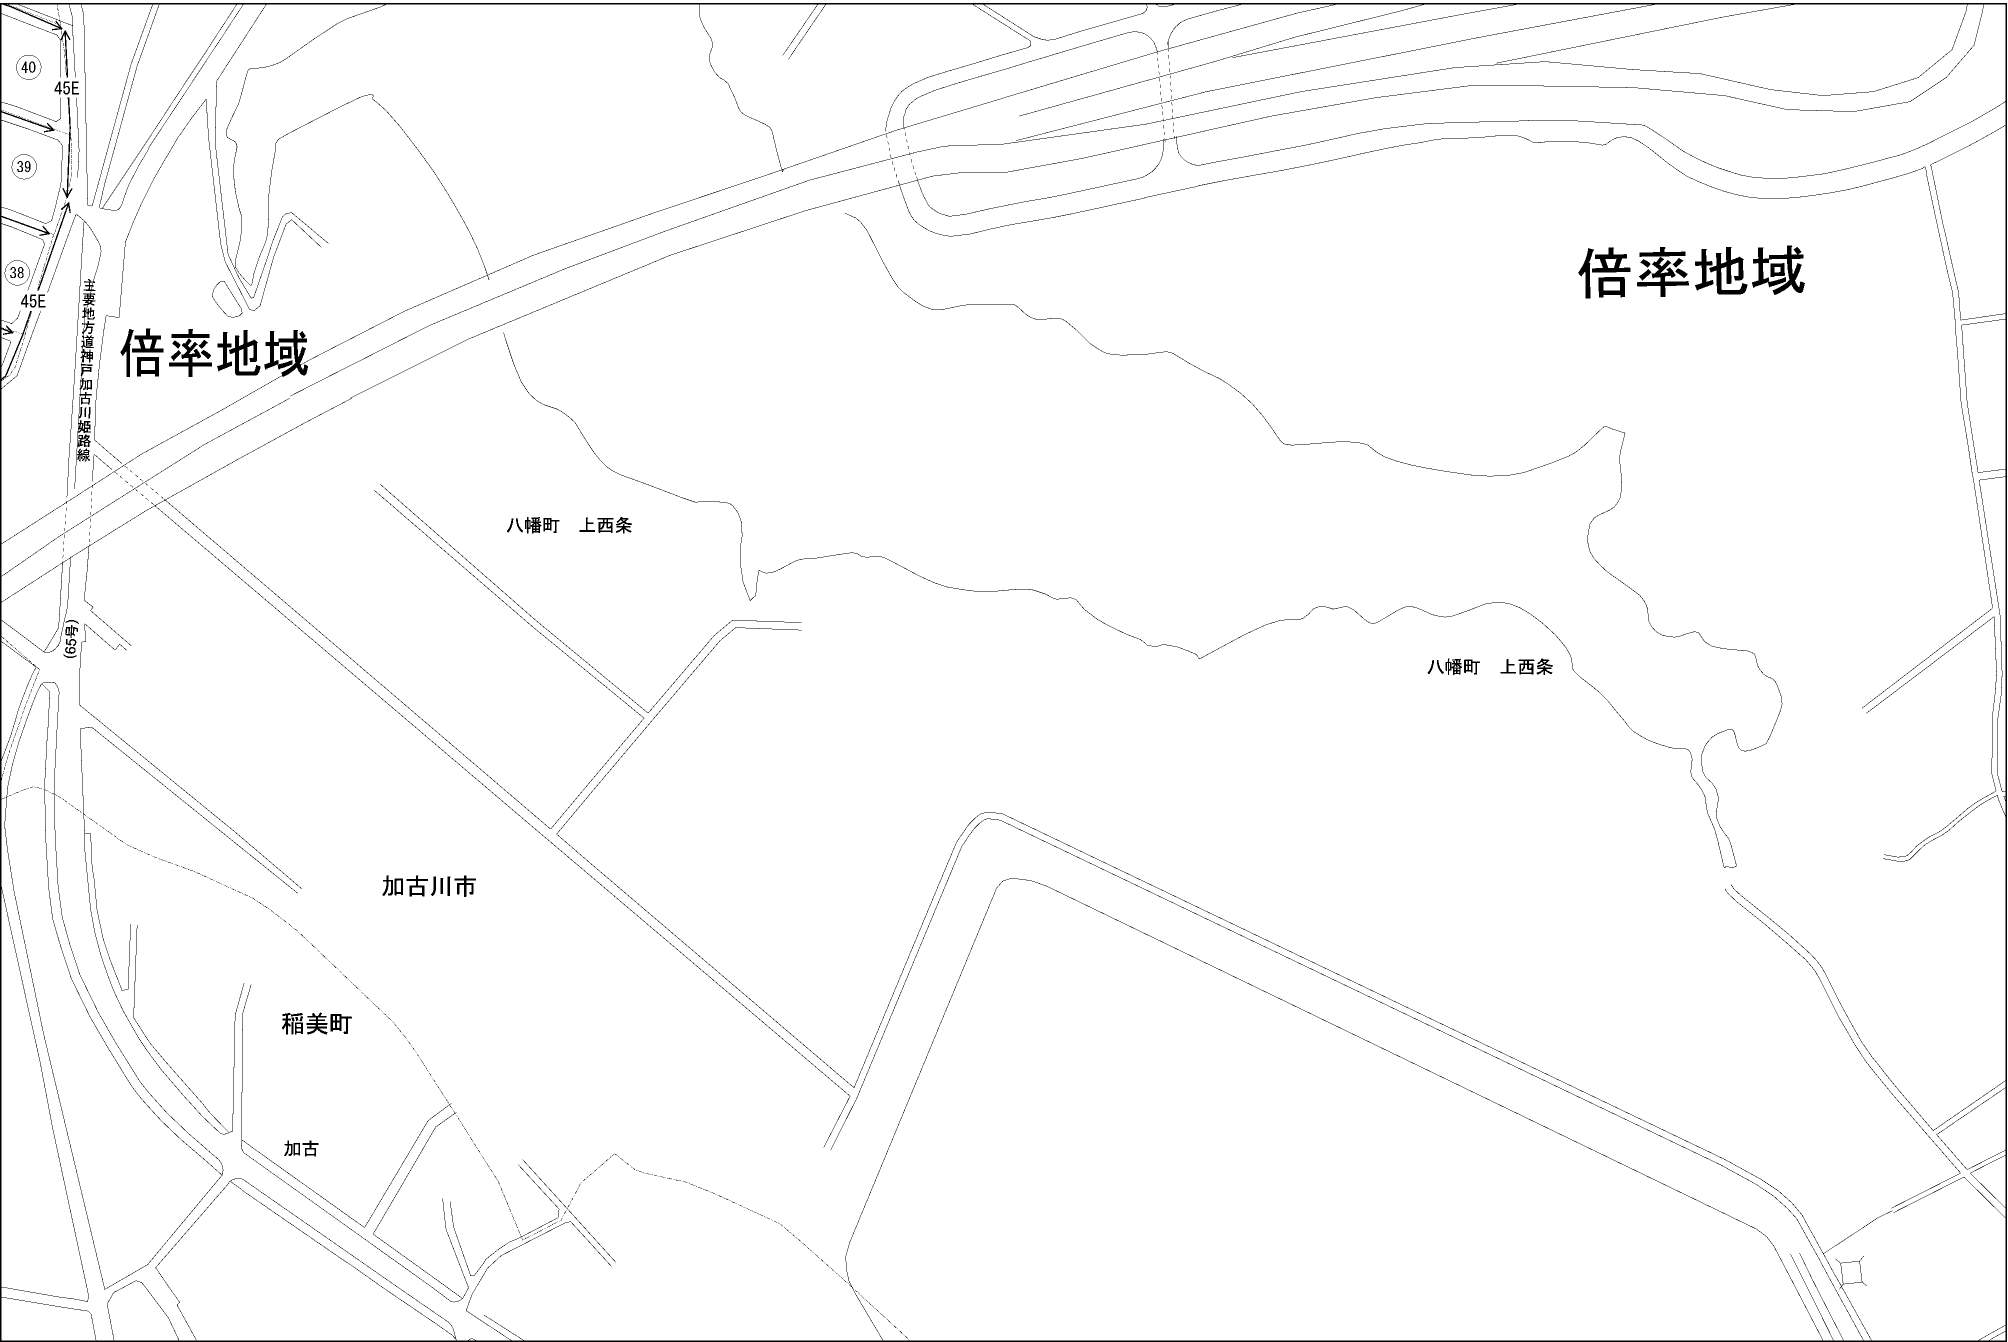 40
45E
39
38
45E
主要地方道神戸加古川姫路線
(65号)
倍率地域
倍率地域
八幡町　上西条
八幡町　上西条
加古川市
稲美町
加古